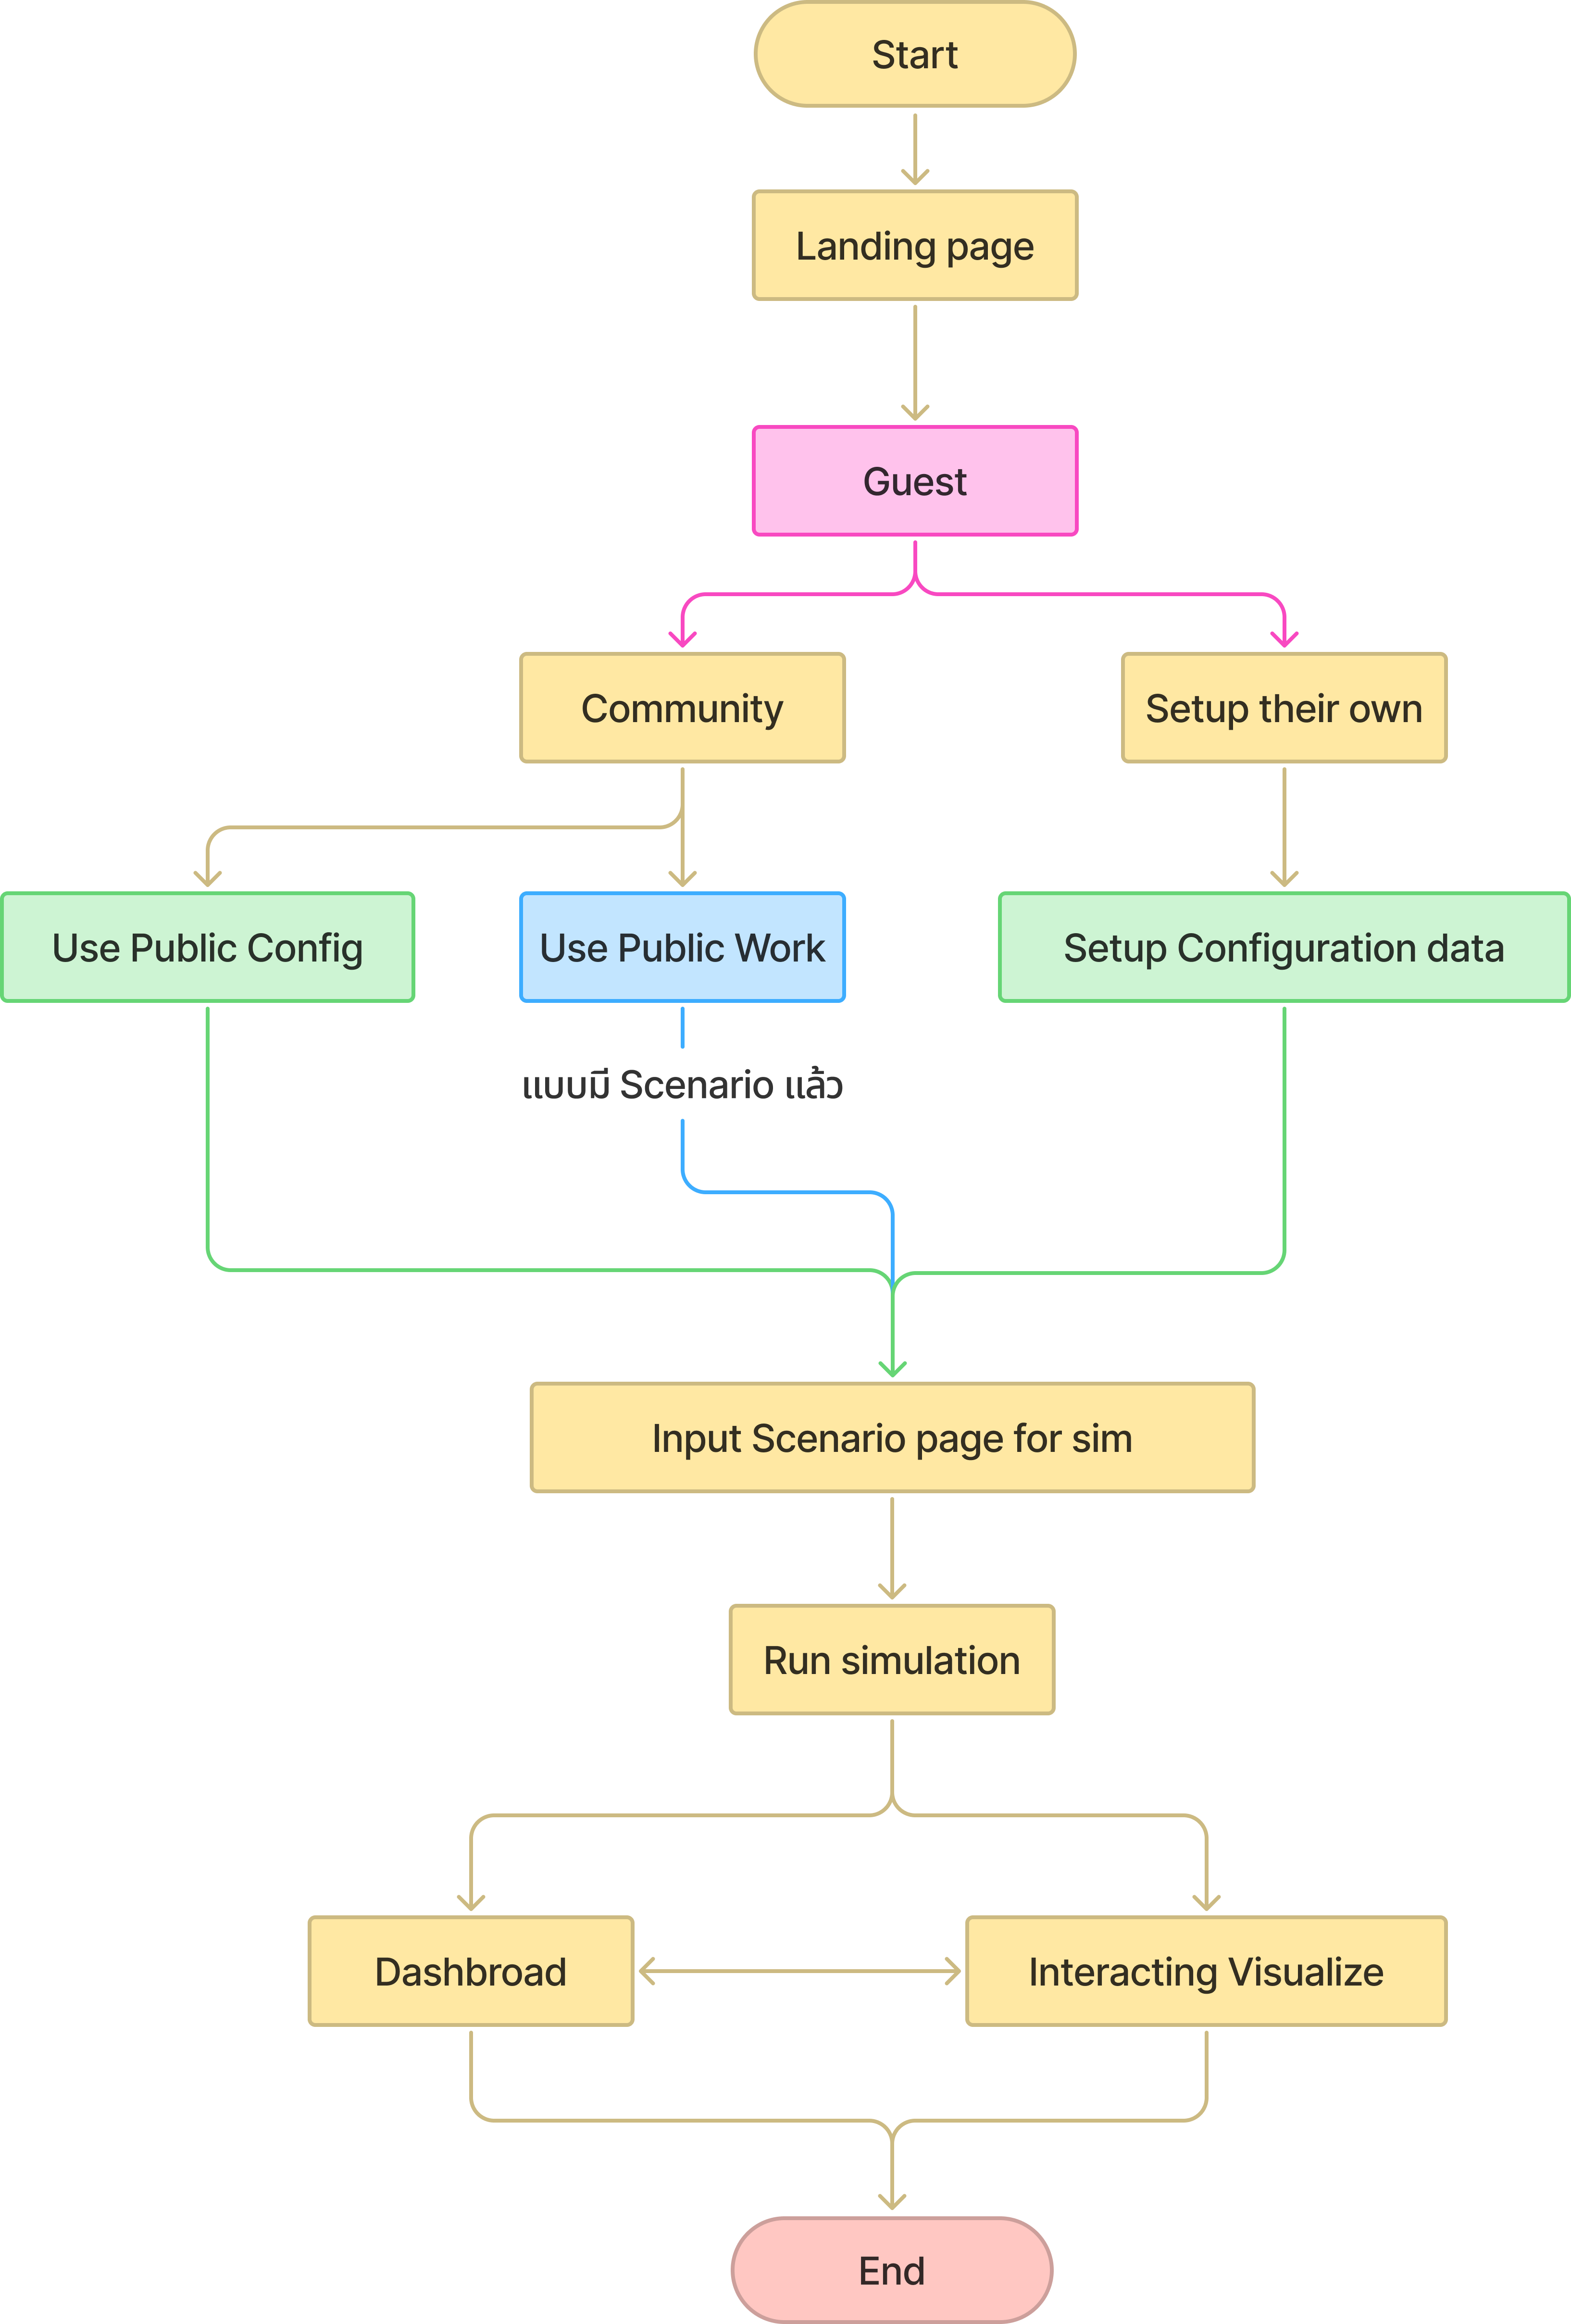 Start
Landing page
Guest
Community
Setup their own
Use Public Config
Use Public Work
Setup Configuration data
แบบมี Scenario แล้ว
Input Scenario page for sim
Run simulation
Dashbroad
Interacting Visualize
End